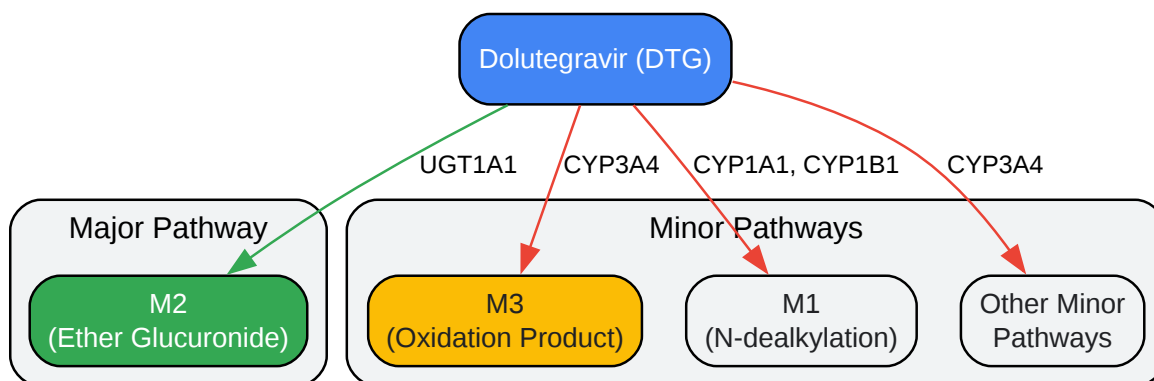 Dolutegravir (DTG)
UGT1A1
CYP3A4
CYP1A1, CYP1B1
CYP3A4
Major Pathway
Minor Pathways
M2
(Ether Glucuronide)
M3
(Oxidation Product)
M1
(N-dealkylation)
Other Minor
Pathways